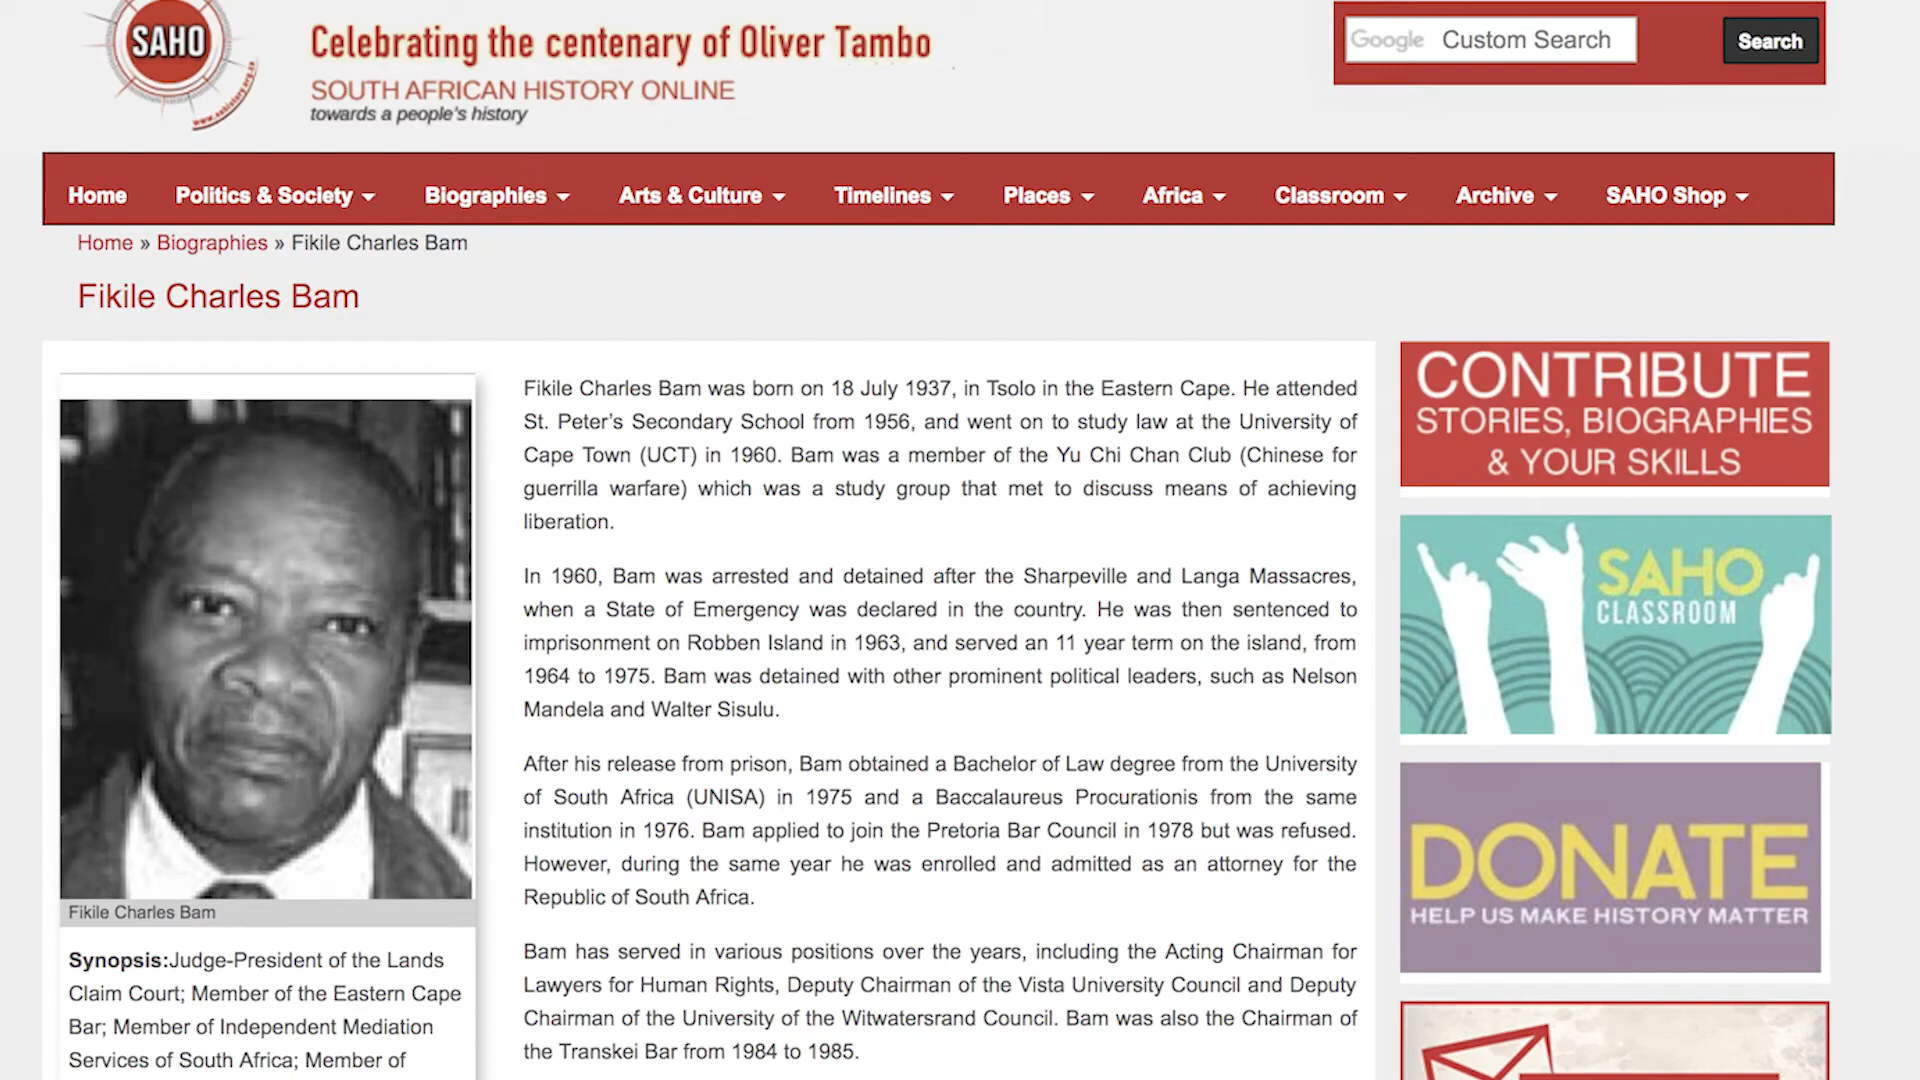 SAHO
www.sahistory.org.za
Celebrating the centenary of Oliver Tambo
SOUTH AFRICAN HISTORY ONLINE
towards a people's history
Google Custom Search
Search
Home Politics & Society Biographies Arts & Culture Timelines Places Africa Classroom Archive SAHO Shop
Home » Biographies » Fikile Charles Bam
Fikile Charles Bam
Fikile Charles Bam
Synopsis:Judge-President of the Lands
Claim Court; Member of the Eastern Cape
Bar; Member of Independent Mediation
Services of South Africa; Member of
Fikile Charles Bam was born on 18 July 1937, in Tsolo in the Eastern Cape. He attended
St. Peter's Secondary School from 1956, and went on to study law at the University of
Cape Town (UCT) in 1960. Bam was a member of the Yu Chi Chan Club (Chinese for
guerrilla warfare) which was a study group that met to discuss means of achieving
liberation.
In 1960, Bam was arrested and detained after the Sharpeville and Langa Massacres,
when a State of Emergency was declared in the country. He was then sentenced to
imprisonment on Robben Island in 1963, and served an 11 year term on the island, from
1964 to 1975. Bam was detained with other prominent political leaders, such as Nelson
Mandela and Walter Sisulu.
After his release from prison, Bam obtained a Bachelor of Law degree from the University
of South Africa (UNISA) in 1975 and a Baccalaureus Procurationis from the same
institution in 1976. Bam applied to join the Pretoria Bar Council in 1978 but was refused.
However, during the same year he was enrolled and admitted as an attorney for the
Republic of South Africa.
Bam has served in various positions over the years, including the Acting Chairman for
Lawyers for Human Rights, Deputy Chairman of the Vista University Council and Deputy
Chairman of the University of the Witwatersrand Council. Bam was also the Chairman of
the Transkei Bar from 1984 to 1985.
CONTRIBUTE
STORIES, BIOGRAPHIES
& YOUR SKILLS
SAHO
CLASSROOM
DONATE
HELP US MAKE HISTORY MATTER